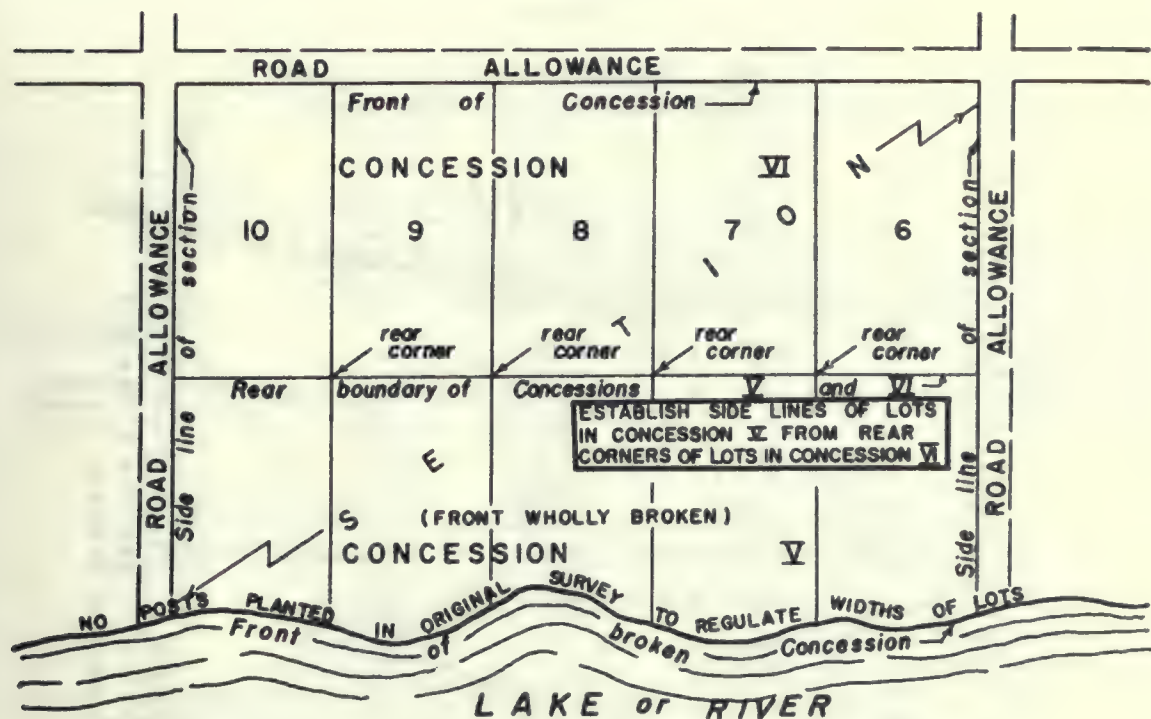 ROAD ALLOWANCE
Front of Concession
CONCESSION VI
10 9 8 7 6
SECTION
ROAD ALLOWANCE
Side line of section
ROAD ALLOWANCE
Side line of section
rear corner
rear corner
rear corner
rear corner
Rear boundary of Concessions V and VI
ESTABLISH SIDE LINES OF LOTS
IN CONCESSION V FROM REAR
CORNERS OF LOTS IN CONCESSION VI
(FRONT WHOLLY BROKEN)
CONCESSION V
NO POSTS PLANTED IN ORIGINAL SURVEY TO REGULATE WIDTHS OF LOTS
Front of broken Concession
LAKE or RIVER